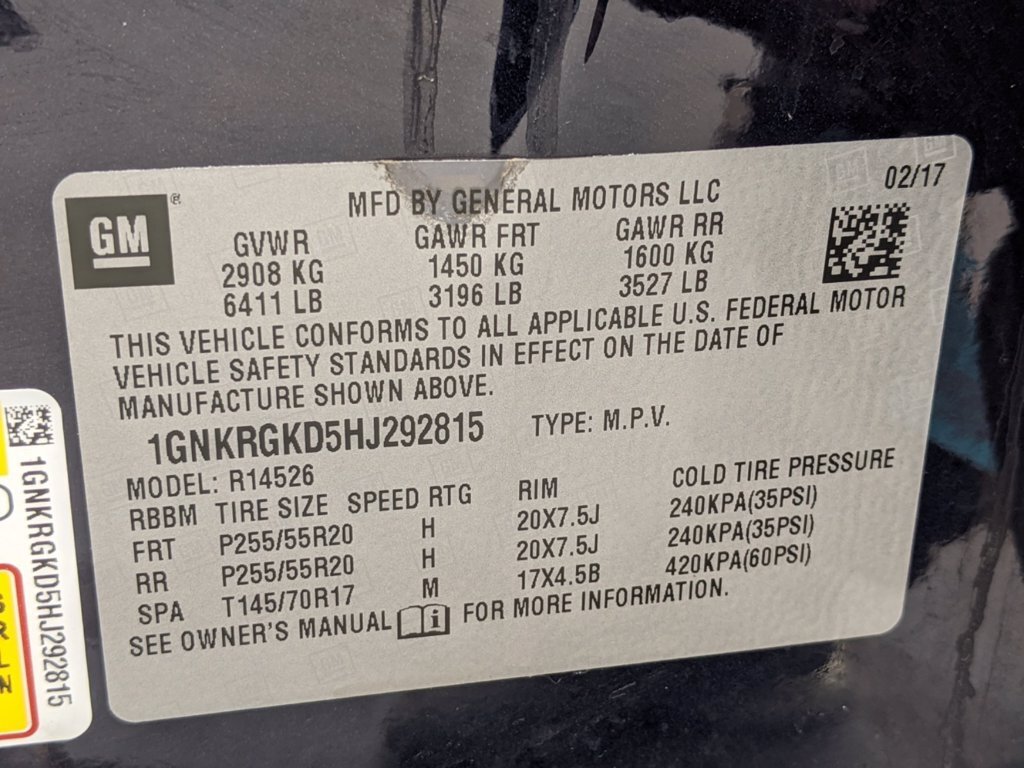 GM
MFD BY GENERAL MOTORS LLC
02/17
GVWR GAWR FRT GAWR RR
2908 KG 1450 KG 1600 KG
6411 LB 3196 LB 3527 LB
THIS VEHICLE CONFORMS TO ALL APPLICABLE U.S. FEDERAL MOTOR
VEHICLE SAFETY STANDARDS IN EFFECT ON THE DATE OF
MANUFACTURE SHOWN ABOVE.
1GNKRGKD5HJ292815 TYPE: M.P.V.
MODEL: R14526
RBBM TIRE SIZE SPEED RTG RIM COLD TIRE PRESSURE
FRT P255/55R20 H 20X7.5J 240KPA(35PSI)
RR P255/55R20 H 20X7.5J 240KPA(35PSI)
SPA T145/70R17 M 17X4.5B 420KPA(60PSI)
SEE OWNER'S MANUAL i FOR MORE INFORMATION.
1GNKRGKD5HJ292815